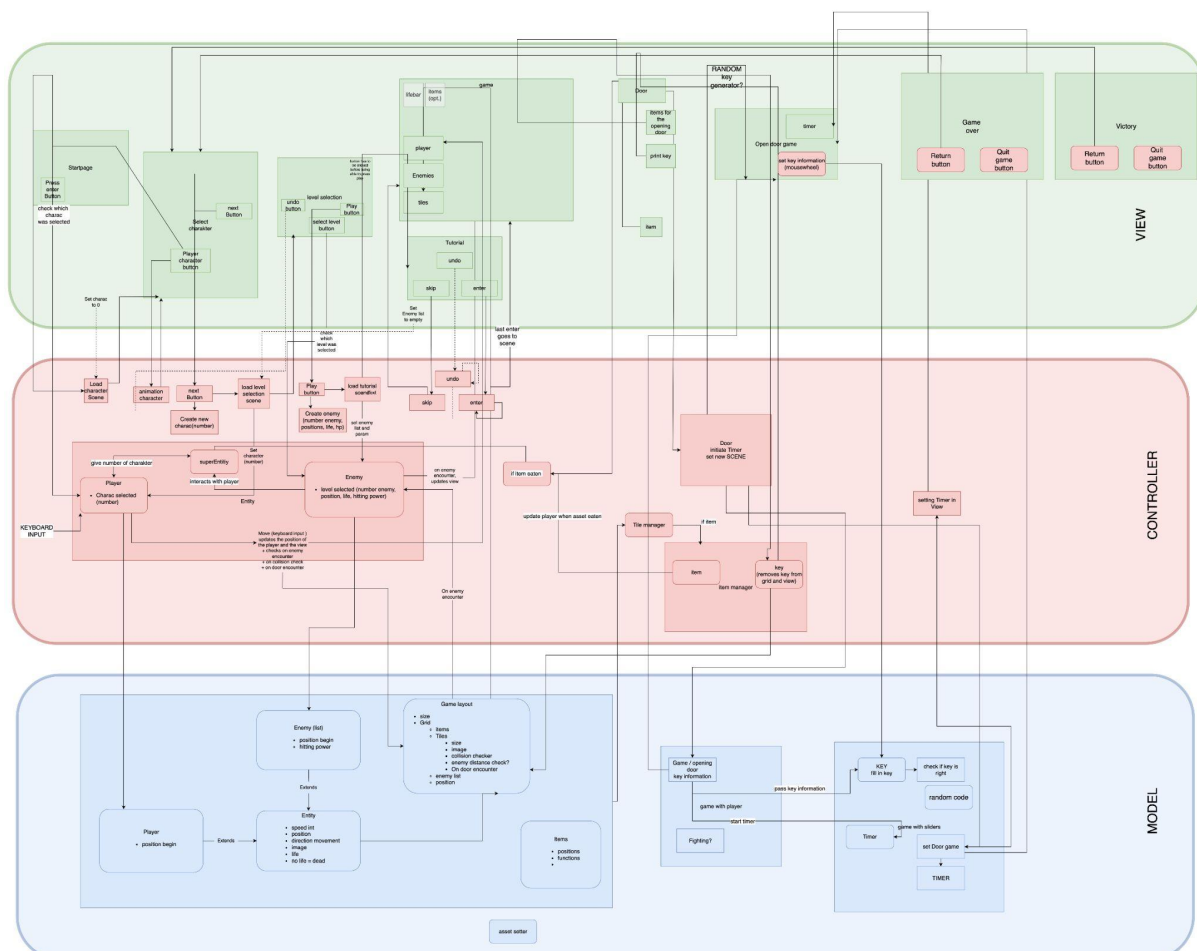 RANDOM
key
generator?
lifebar
items
(opt.)
game
Door
items for
the
opening
door
timer
Game
over
Victory
Open door game
player
print key
set key information
(mousewheel)
Return
button
Quit
game
button
Return
button
Quit
game
button
Startpage
Press
enter
Button
check which
charac
was selected
next
Button
Select
charakter
Player
character
button
undo
button
level selection
Play
button
select level
button
Enemies
tiles
Item
Tutorial
undo
skip
enter
VIEW
Set charac
to 0
Set
Enemy list
to empty
check
which
level was
selected
last enter
goes to
scene
Load
character
Scene
animation
character
next
Button
load level
selection
scene
Play
button
load tutorial
scene
undo
skip
enter
Create new
charac(number)
Create enemy
(number enemy,
positions, life, hp)
set enemy
list and
param
Door
initiate Timer
set new SCENE
Set
character
(number)
superEntitiy
give number of charakter
interacts with player
Player
Charac selected
(number)
Entity
Enemy
level selected (number enemy,
position, life, hitting power)
on enemy
encounter,
updates view
if item eaten
setting Timer in
View
CONTROLLER
KEYBOARD
INPUT
update player when asset eaten
Tile manager
if item
Move (keyboard input )
updates the position of
the player and the view
+ checks on enemy
encounter
+ on collision check
+ on door encounter
On enemy
encounter
item
key
(removes key from
grid and view)
item manager
Game layout
size
Grid
items
Tiles
size
image
collision checker
enemy distance check?
On door encounter
enemy list
position
Enemy (list)
position begin
hitting power
Extends
Game / opening
door
key information
KEY
fill in key
check if key is
right
pass key information
random code
game with player
start timer
game with sliders
MODEL
Player
position begin
Extends
Entity
speed int
position
direction movement
image
life
no life = dead
Items
positions
functions
Fighting?
Timer
set Door game
TIMER
asset setter